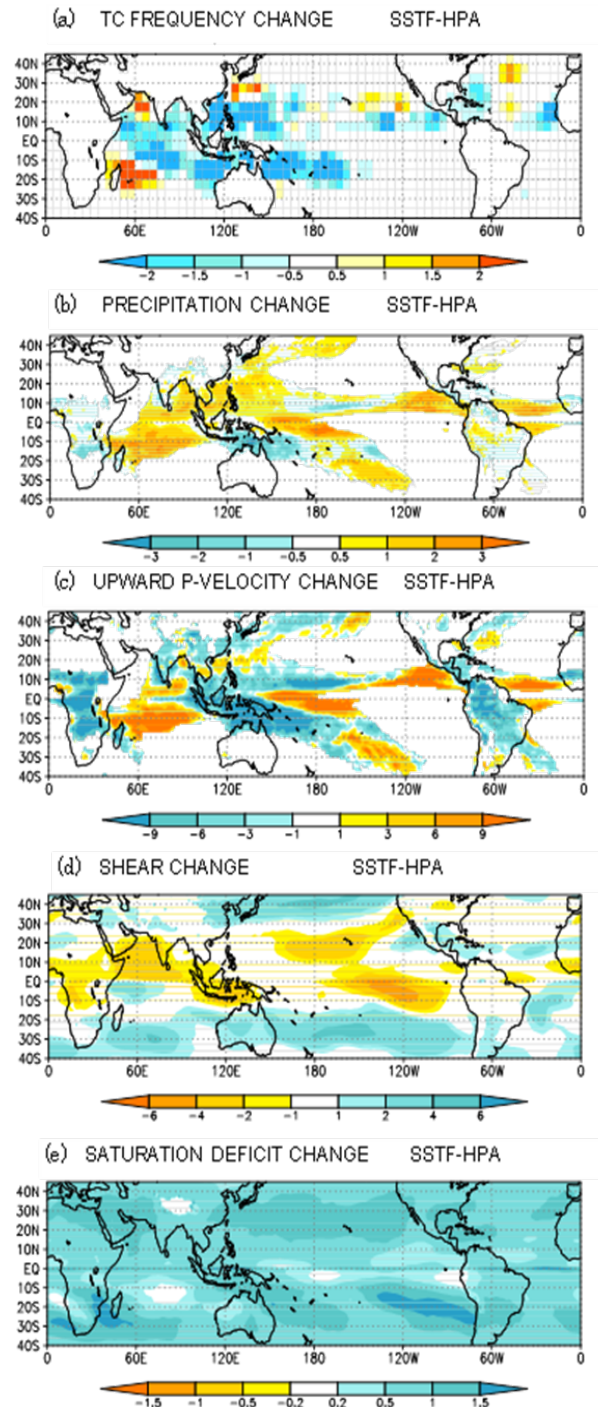 (a) TC FREQUENCY CHANGE SSTF-HPA
40N
30N
20N
10N
EQ
10S
20S
30S
40S
0 60E 120E 180 120W 60W 0
-2 -1.5 -1 -0.5 0.5 1 1.5 2
(b) PRECIPITATION CHANGE SSTF-HPA
40N
30N
20N
10N
EQ
10S
20S
30S
40S
0 60E 120E 180 120W 60W 0
-3 -2 -1 -0.5 0.5 1 2 3
(c) UPWARD P-VELOCITY CHANGE SSTF-HPA
40N
30N
20N
10N
EQ
10S
20S
30S
40S
0 60E 120E 180 120W 60W 0
-9 -6 -3 -1 1 3 6 9
(d) SHEAR CHANGE SSTF-HPA
40N
30N
20N
10N
EQ
10S
20S
30S
40S
0 60E 120E 180 120W 60W 0
-6 -4 -2 -1 1 2 4 6
(e) SATURATION DEFICIT CHANGE SSTF-HPA
40N
30N
20N
10N
EQ
10S
20S
30S
40S
0 60E 120E 180 120W 60W 0
-1.5 -1 -0.5 -0.2 0.2 0.5 1 1.5